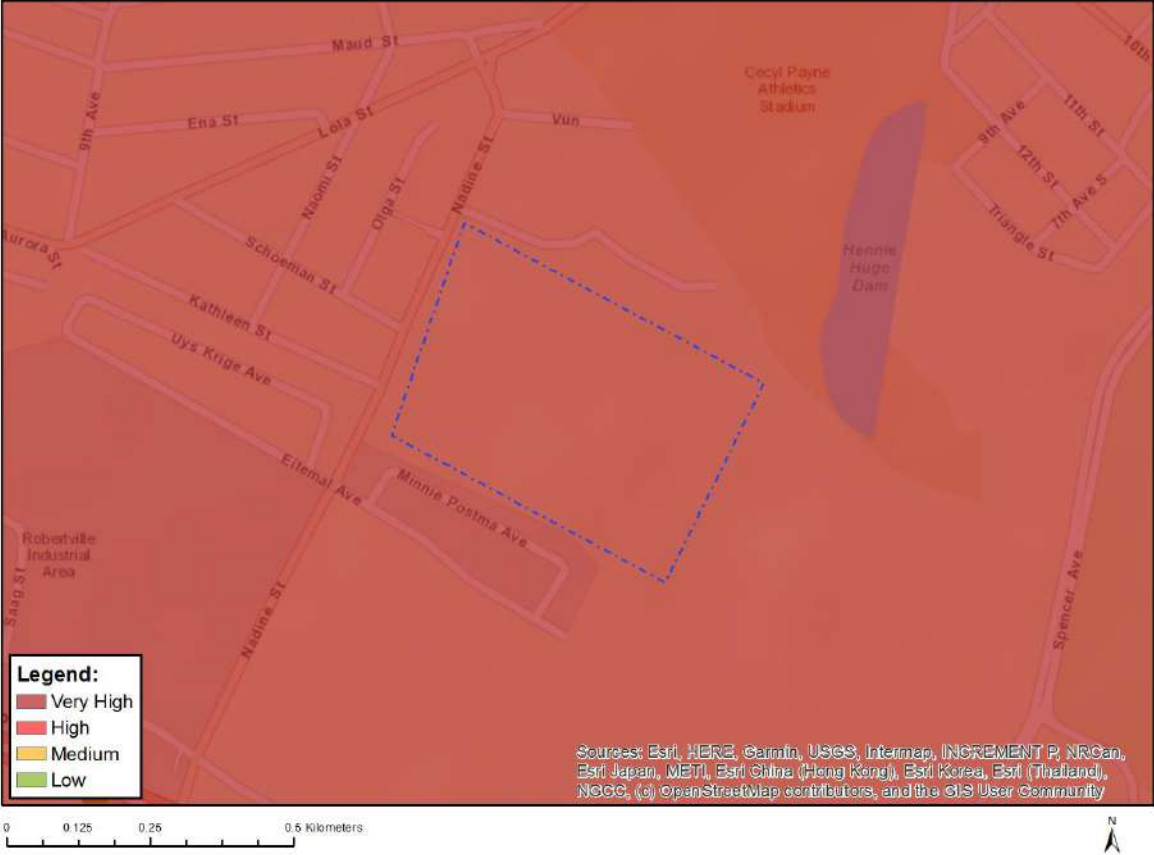 Maud St
Cecyl Payne
Athletics
Stadium
10th
9th Ave
Ena St
Lola St
Vun
9th Ave
11th St
Naomi St
Olga St
Nadine St
12th St
7th Ave S
Triangle St
Aurora St
Schoeman St
Hennie
Hugo
Dam
Kathleen St
Uys Krige Ave
Minnie Postma Ave
Robertville
Industrial
Area
Saag St
Nadine St
Spencer Ave
Legend:
Very High
High
Medium
Low
Sources: Esri, HERE, Garmin, USGS, Intermap, INCREMENT P, NRCan,
Esri Japan, METI, Esri China (Hong Kong), Esri Korea, Esri (Thailand),
NGCC, (c) OpenStreetMap contributors, and the GIS User Community
0 0.125 0.25 0.5 Kilometers
N